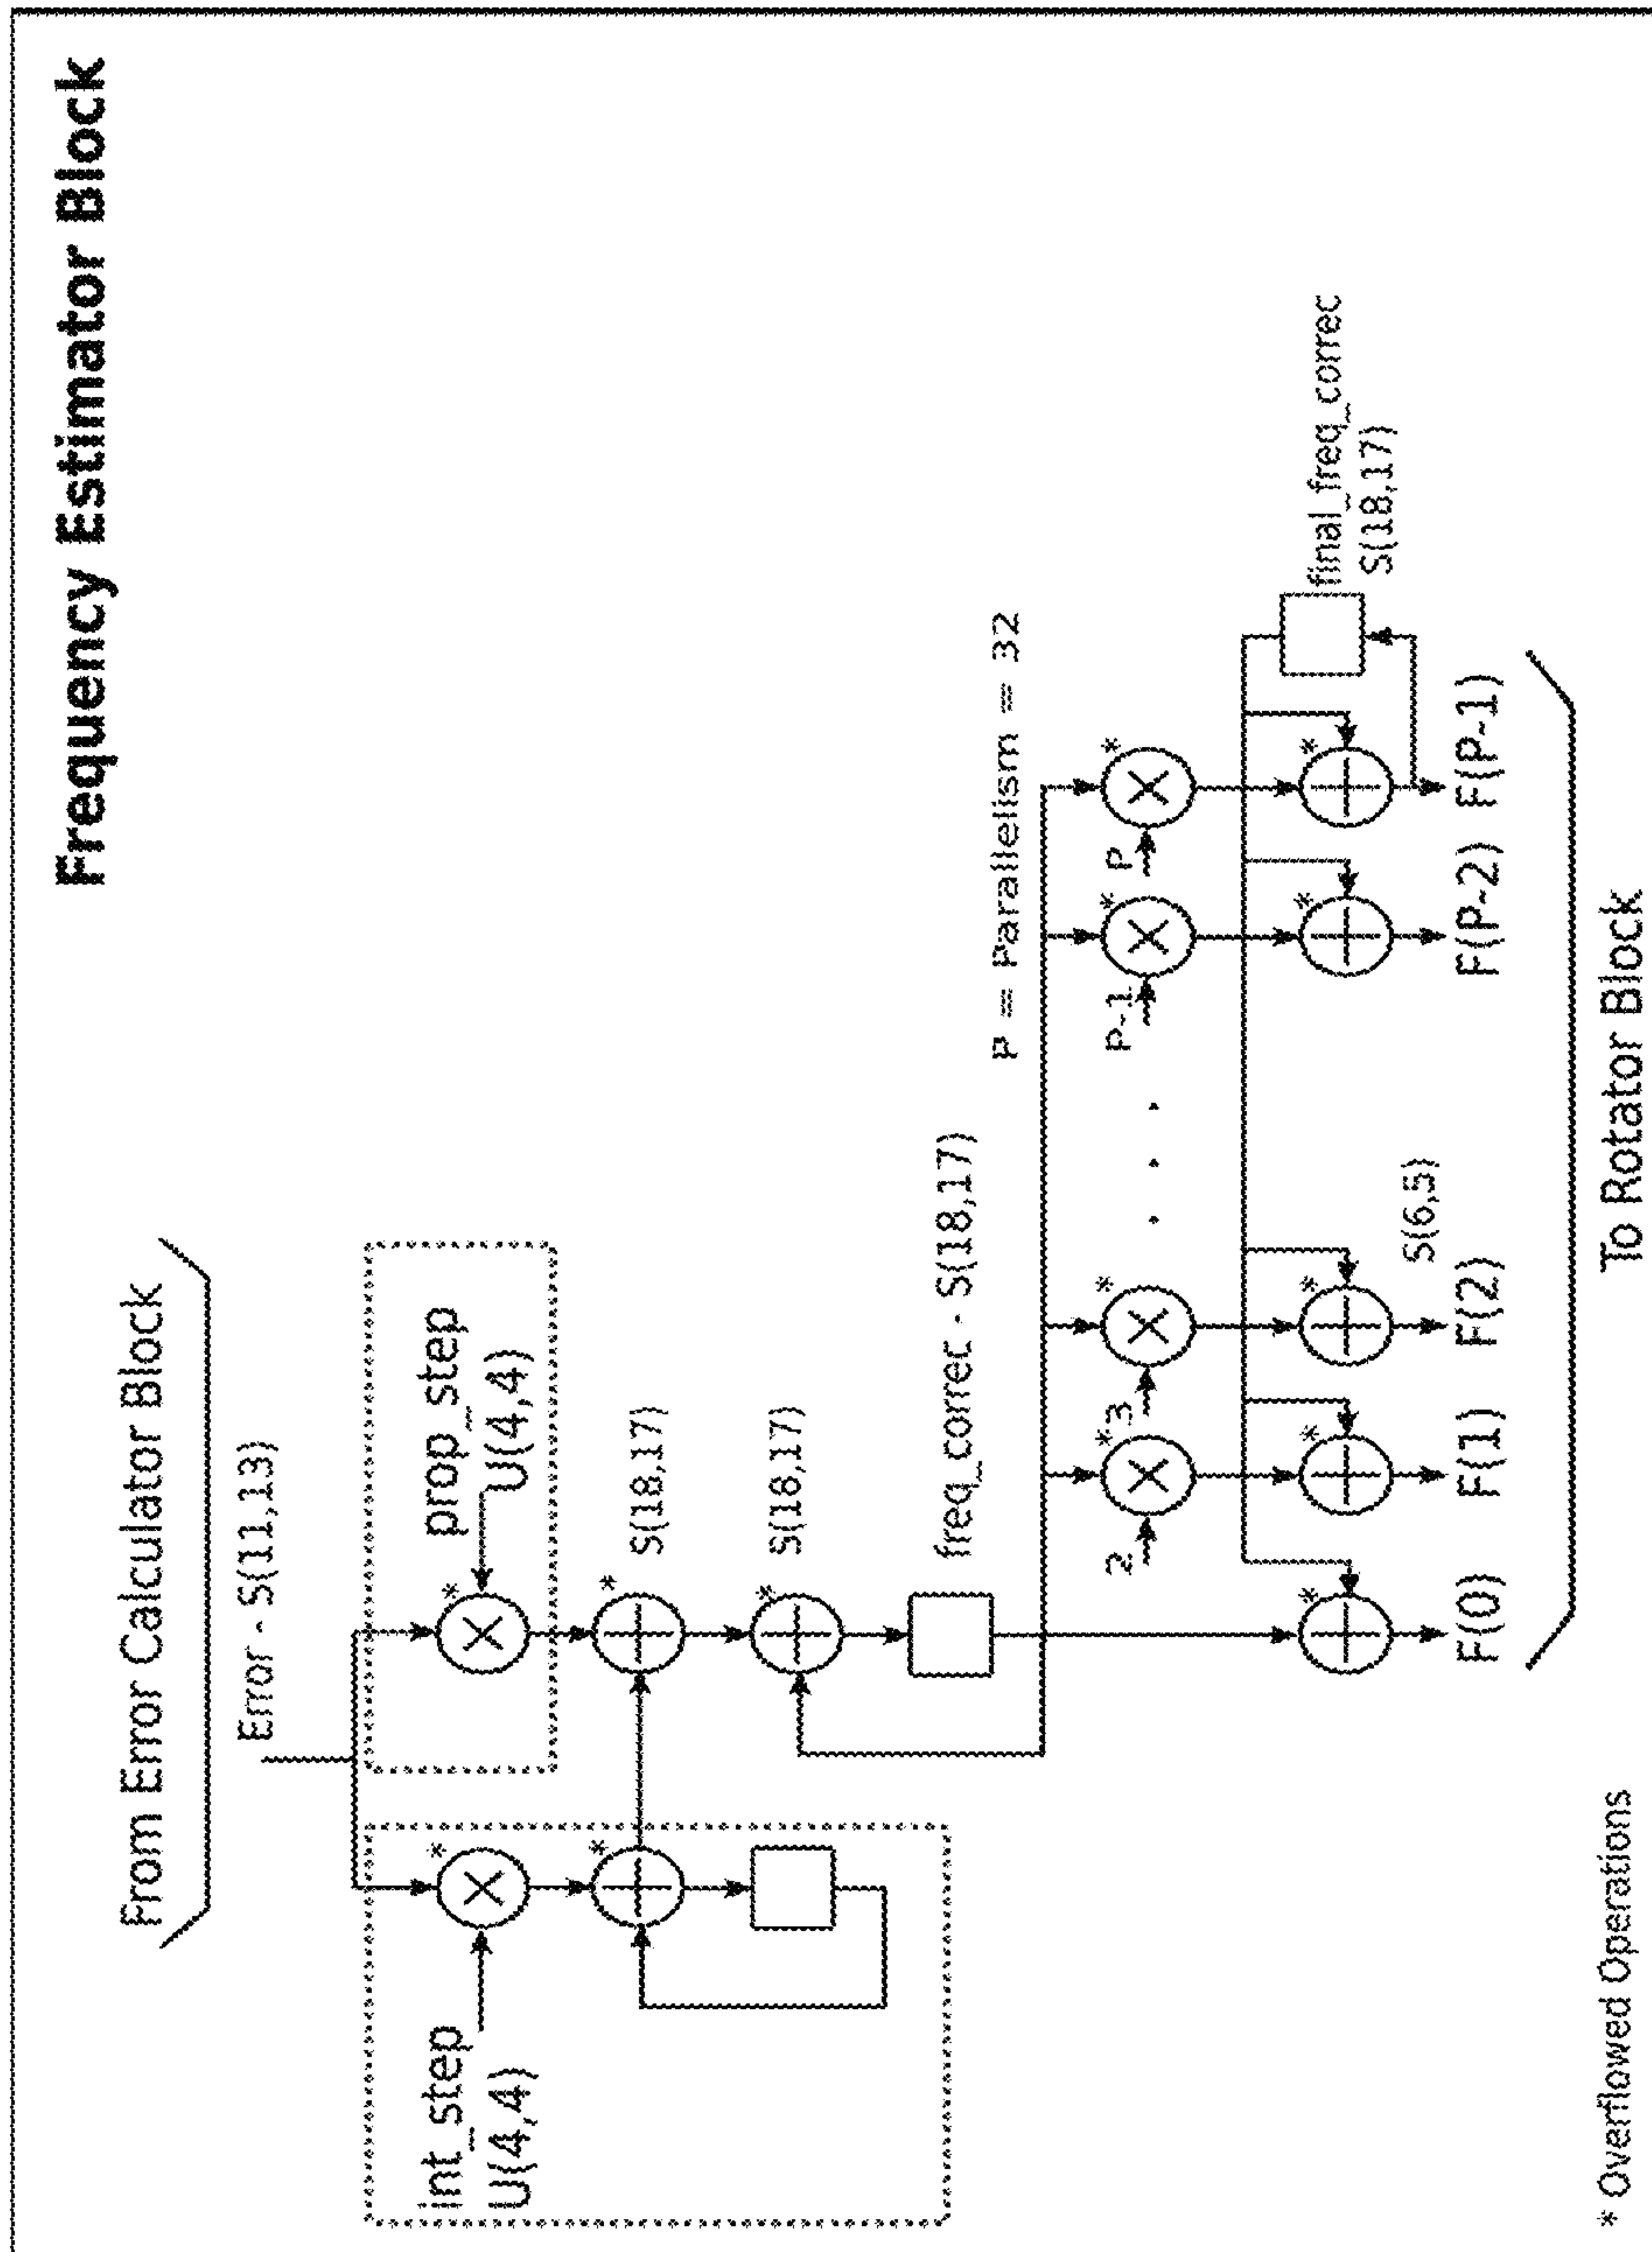 Frequency Estimator Block
From Error Calculator Block
Error - S(11,13)
int_step
U(4,4)
prop_step
U(4,4)
*
*
*
*
S(18,17)
*
S(18,17)
freq_correc - S(18,17)
P = Parallelism = 32
2
*
3
*
. . .
P-1
*
P
*
*
*
*
*
*
final_freq_correc
S(18,17)
S(6,5)
F(0)
F(1)
F(2)
F(P-2)
F(P-1)
To Rotator Block
* Overflowed Operations